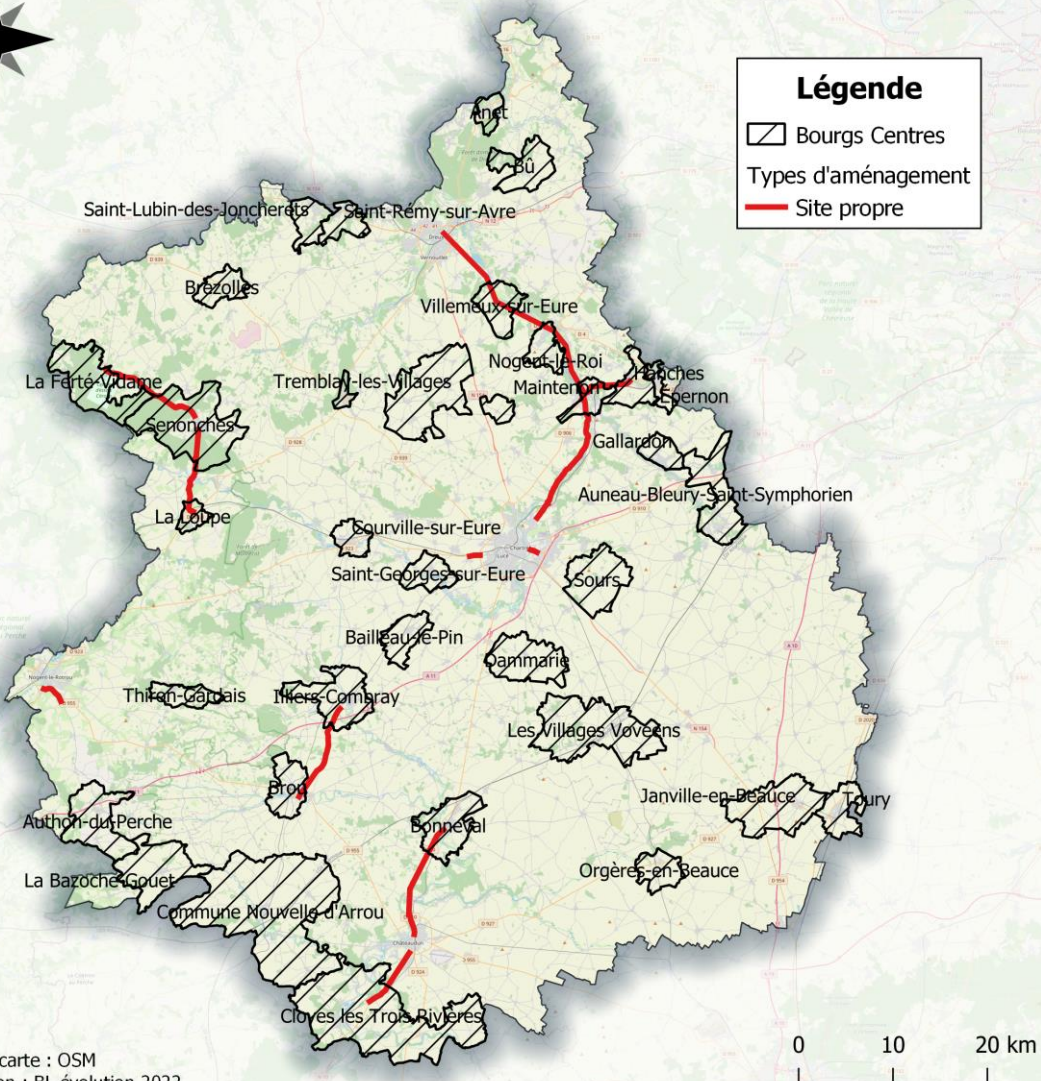 Légende
Bourgs Centres
Types d'aménagement
Site propre
Anet
Bû
Saint-Lubin-des-Joncherets
Saint-Rémy-sur-Avre
Brezolles
Villemeux-sur-Eure
Nogent-le-Roi
La Ferté-Vidame
Tremblay-les-Villages
Maintenon
Hanches
Épernon
Senonches
Gallardon
Auneau-Bleury-Saint-Symphorien
La Loupe
Courville-sur-Eure
Saint-Georges-sur-Eure
Sours
Bailleau-le-Pin
Dammarie
Thiron-Gardais
Illiers-Combray
Les Villages Vovéens
Brou
Janville-en-Beauce
Toury
Authon-du-Perche
Bonneval
La Bazoche-Gouet
Orgères-en-Beauce
Commune Nouvelle d'Arrou
Cloyes les Trois Rivières
0 10 20 km
carte : OSM